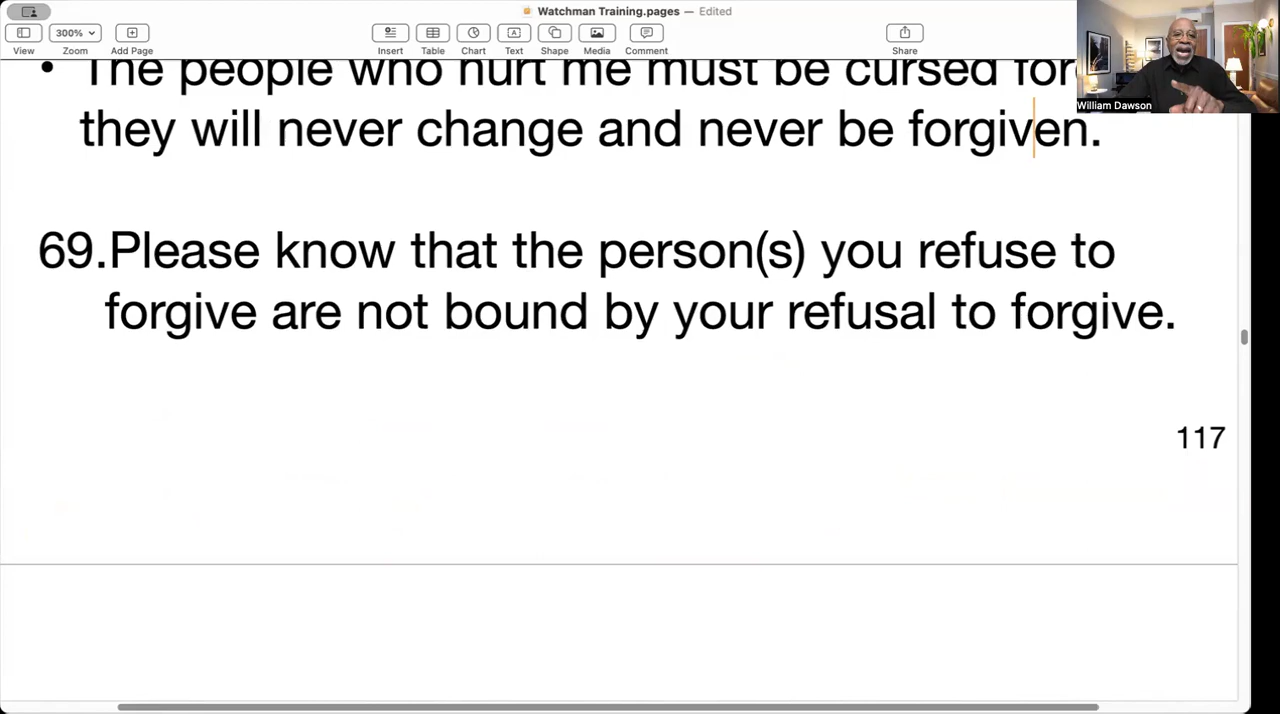 Watchman Training.pages — Edited
300%
View Zoom Add Page Insert Table Chart Text Shape Media Comment Share
William Dawson
• The people who hurt me must be cursed for
they will never change and never be forgiven.
69.Please know that the person(s) you refuse to
forgive are not bound by your refusal to forgive.
117